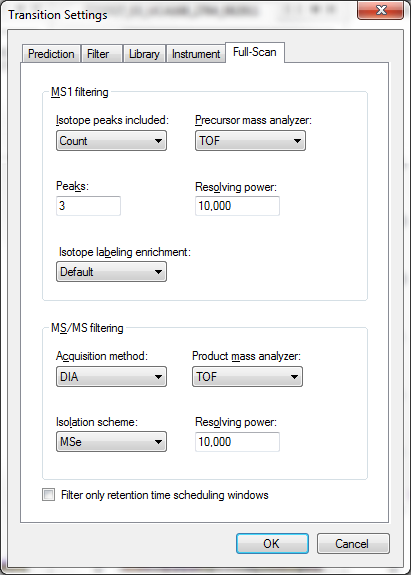 Transition Settings
Prediction Filter Library Instrument Full-Scan
MS1 filtering
Isotope peaks included: Precursor mass analyzer:
Count TOF
Peaks: Resolving power:
3 10,000
Isotope labeling enrichment:
Default
MS/MS filtering
Acquisition method: Product mass analyzer:
DIA TOF
Isolation scheme: Resolving power:
MSe 10,000
Filter only retention time scheduling windows
OK Cancel